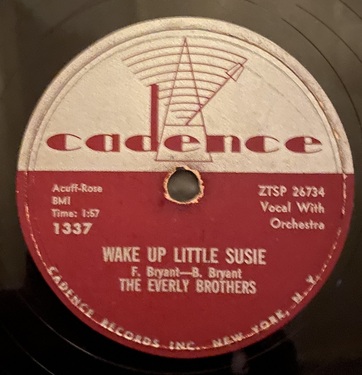 cadence
Acuff-Rose
BMI
Time: 1:57
1337
ZTSP 26734
Vocal With
Orchestra
WAKE UP LITTLE SUSIE
F. Bryant—B. Bryant
THE EVERLY BROTHERS
CADENCE RECORDS INC. NEW YORK, N.Y.